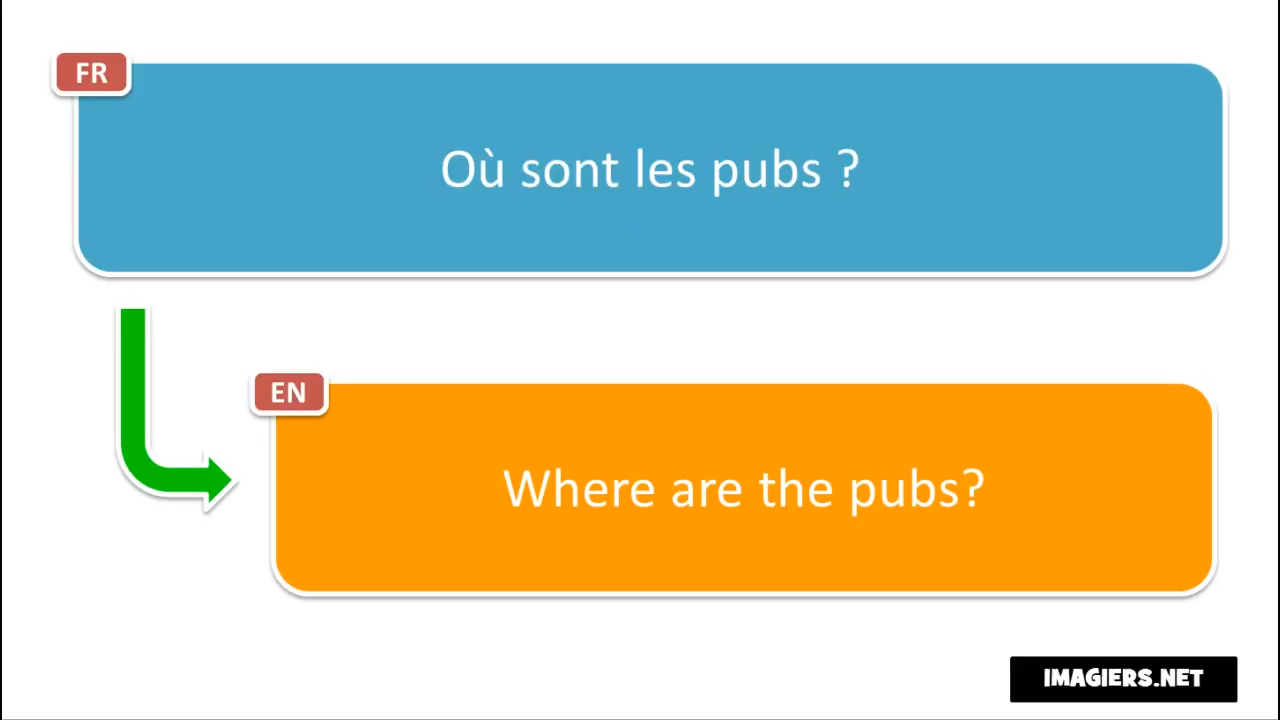 FR
Où sont les pubs ?
EN
Where are the pubs?
IMAGIERS.NET